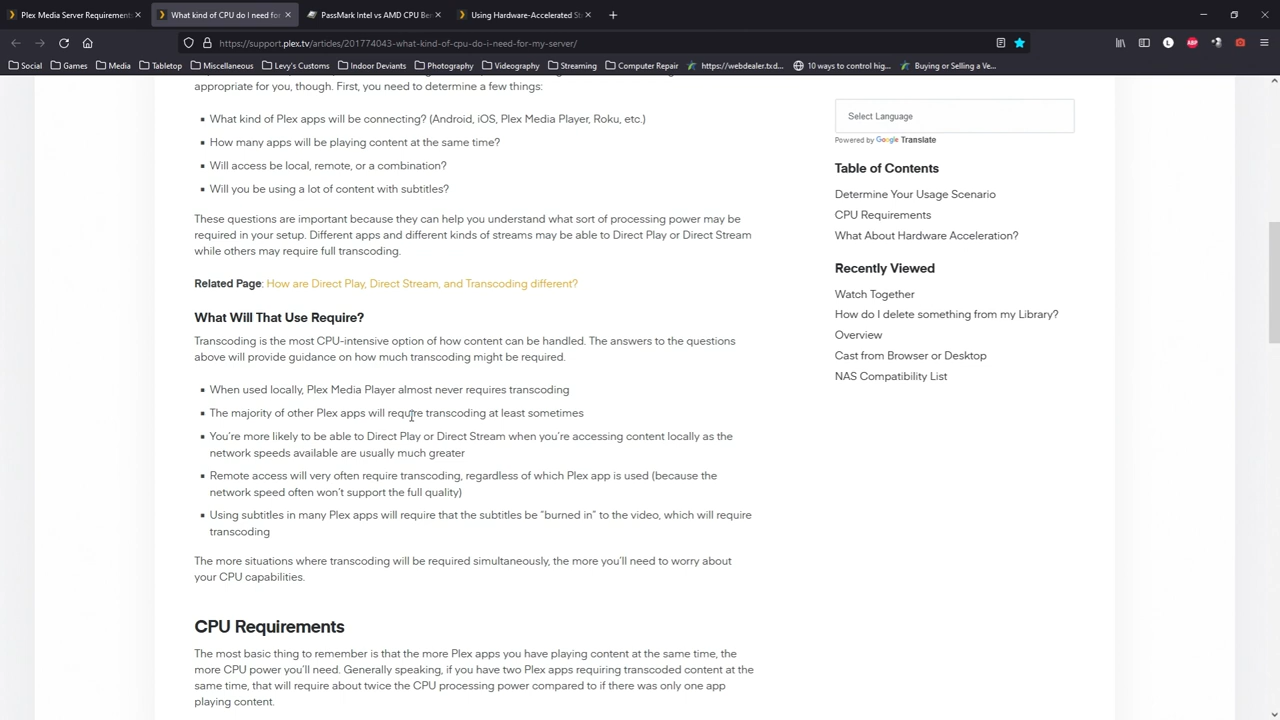 Plex Media Server Requirement
What kind of CPU do I need fo
PassMark Intel vs AMD CPU Be
Using Hardware-Accelerated St
https://support.plex.tv/articles/201774043-what-kind-of-cpu-do-i-need-for-my-server/
Social
Games
Media
Tabletop
Miscellaneous
Levy's Customs
Indoor Deviants
Photography
Videography
Streaming
Computer Repair
https://webdealer.txd...
10 ways to control hig...
Buying or Selling a Ve...
appropriate for you, though. First, you need to determine a few things:
What kind of Plex apps will be connecting? (Android, iOS, Plex Media Player, Roku, etc.)
How many apps will be playing content at the same time?
Will access be local, remote, or a combination?
Will you be using a lot of content with subtitles?
These questions are important because they can help you understand what sort of processing power may be
required in your setup. Different apps and different kinds of streams may be able to Direct Play or Direct Stream
while others may require full transcoding.
Related Page: How are Direct Play, Direct Stream, and Transcoding different?
What Will That Use Require?
Transcoding is the most CPU-intensive option of how content can be handled. The answers to the questions
above will provide guidance on how much transcoding might be required.
When used locally, Plex Media Player almost never requires transcoding
The majority of other Plex apps will require transcoding at least sometimes
You're more likely to be able to Direct Play or Direct Stream when you're accessing content locally as the
network speeds available are usually much greater
Remote access will very often require transcoding, regardless of which Plex app is used (because the
network speed often won't support the full quality)
Using subtitles in many Plex apps will require that the subtitles be "burned in" to the video, which will require
transcoding
The more situations where transcoding will be required simultaneously, the more you'll need to worry about
your CPU capabilities.
CPU Requirements
The most basic thing to remember is that the more Plex apps you have playing content at the same time, the
more CPU power you'll need. Generally speaking, if you have two Plex apps requiring transcoded content at the
same time, that will require about twice the CPU processing power compared to if there was only one app
playing content.
Select Language
Powered by Google Translate
Table of Contents
Determine Your Usage Scenario
CPU Requirements
What About Hardware Acceleration?
Recently Viewed
Watch Together
How do I delete something from my Library?
Overview
Cast from Browser or Desktop
NAS Compatibility List